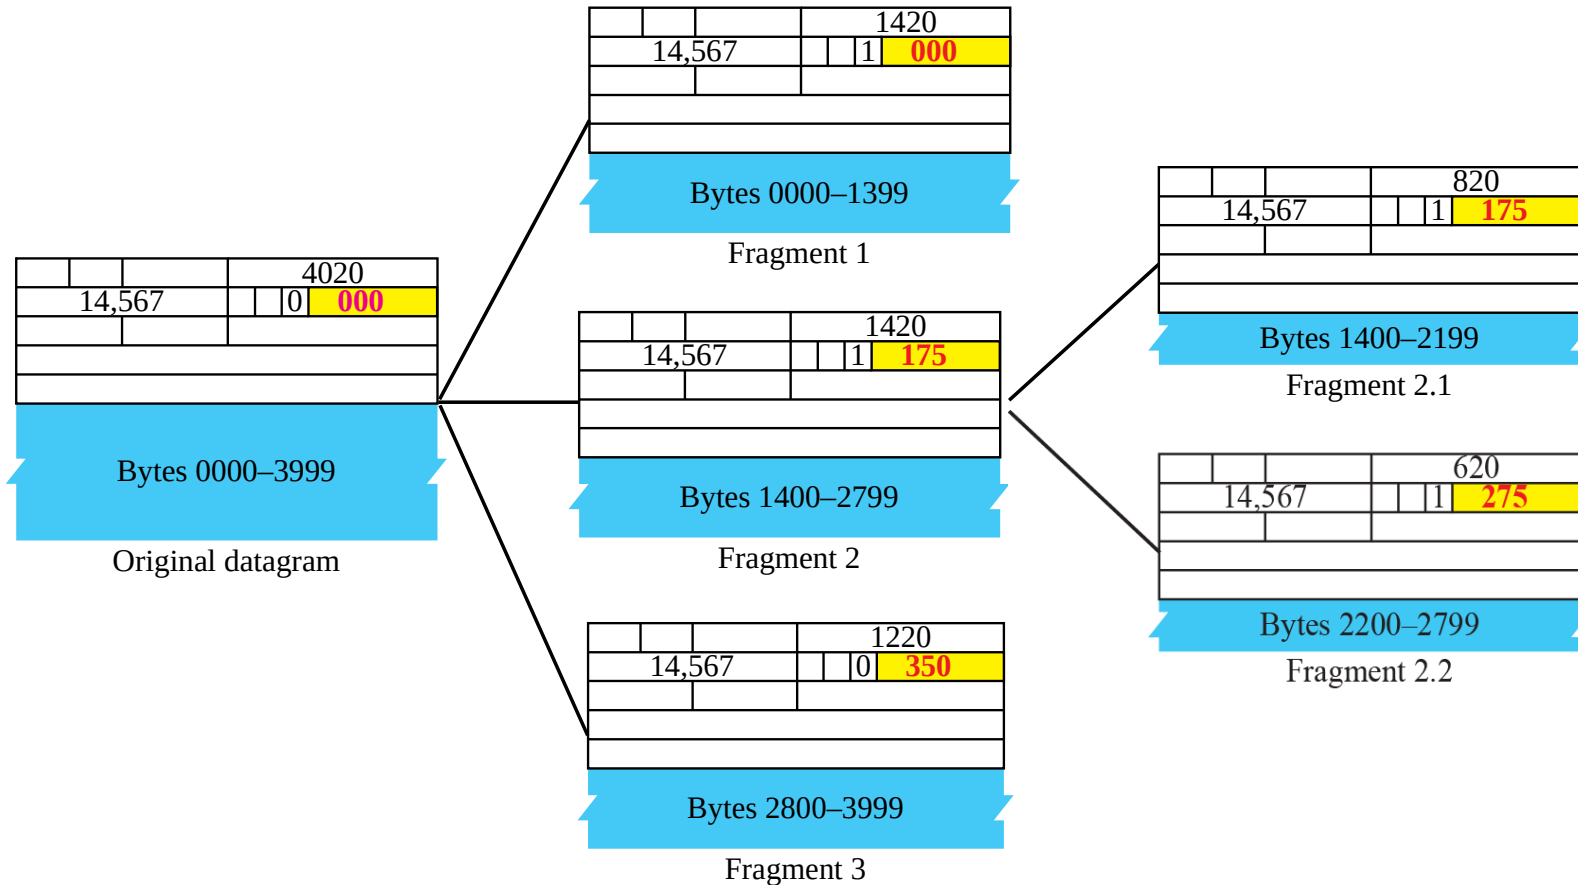 4020
14,567 0 000
Bytes 0000–3999
Original datagram
1420
14,567 1 000
Bytes 0000–1399
Fragment 1
1420
14,567 1 175
Bytes 1400–2799
Fragment 2
1220
14,567 0 350
Bytes 2800–3999
Fragment 3
820
14,567 1 175
Bytes 1400–2199
Fragment 2.1
620
14,567 1 275
Bytes 2200–2799
Fragment 2.2